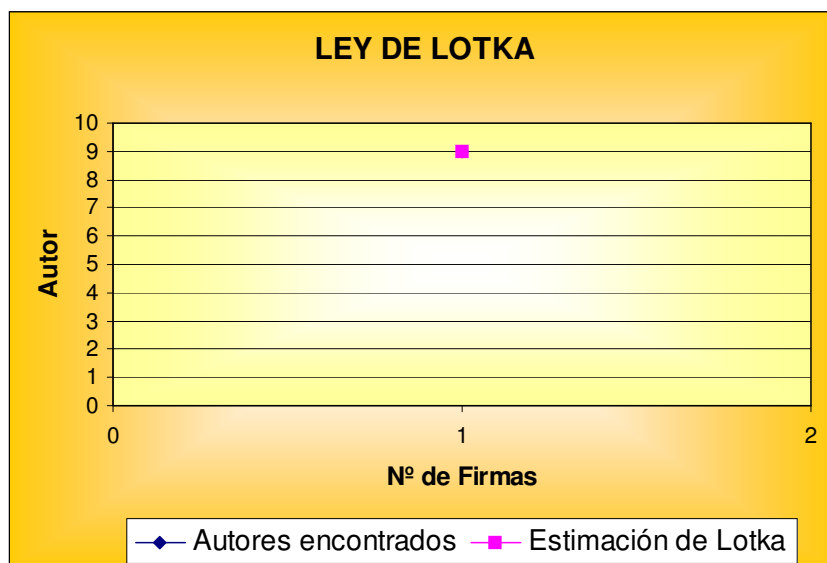 LEY DE LOTKA
10
9
8
7
6
5
4
3
2
1
0
Autor
0 1 2
Nº de Firmas
Autores encontrados Estimación de Lotka